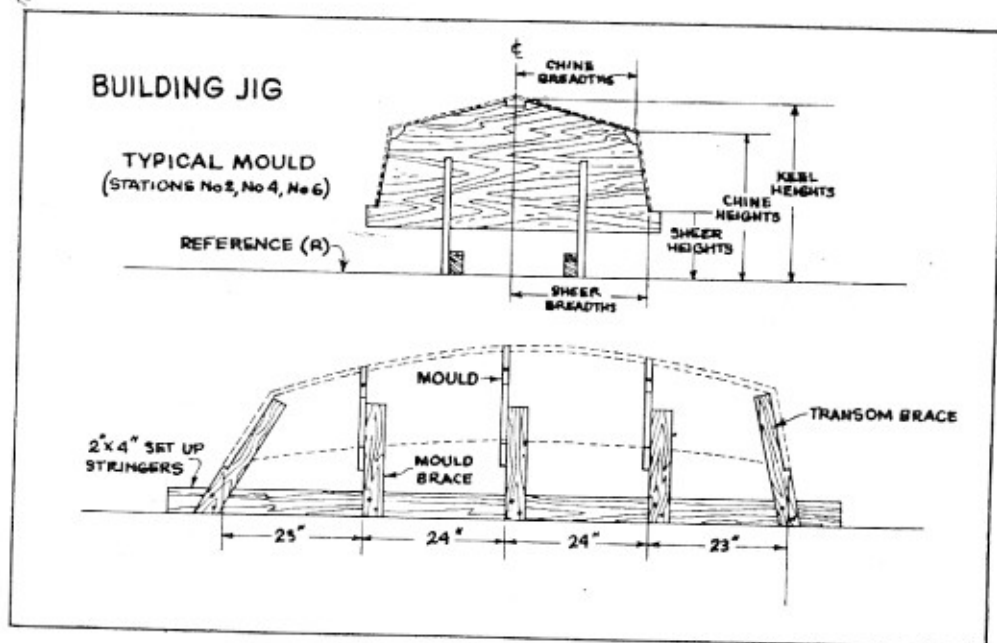 ℄
CHINE
BREADTHS
BUILDING JIG
TYPICAL MOULD
(STATIONS No 2, No 4, No 6)
KEEL
HEIGHTS
CHINE
HEIGHTS
SHEER
HEIGHTS
REFERENCE (R)
SHEER
BREADTHS
MOULD
TRANSOM BRACE
2"X4" SET UP
STRINGERS
MOULD
BRACE
23" 24" 24" 23"